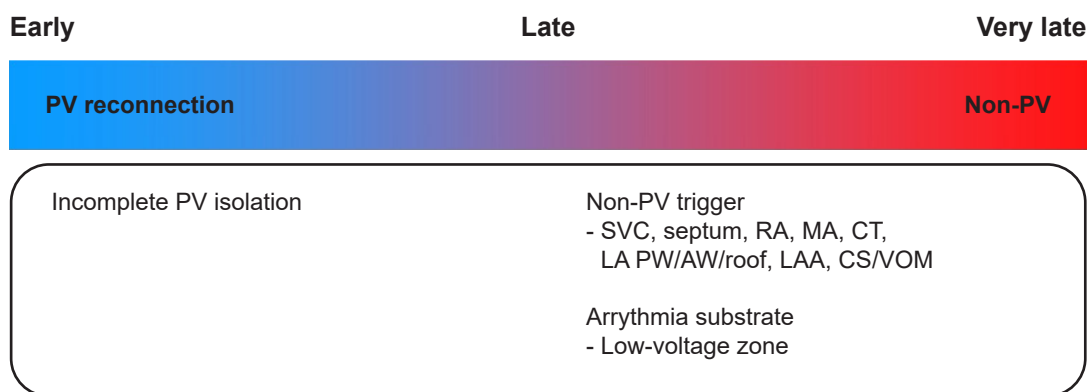 Early Late Very late
PV reconnection Non-PV
Incomplete PV isolation
Non-PV trigger
- SVC, septum, RA, MA, CT,
LA PW/AW/roof, LAA, CS/VOM
Arrythmia substrate
- Low-voltage zone